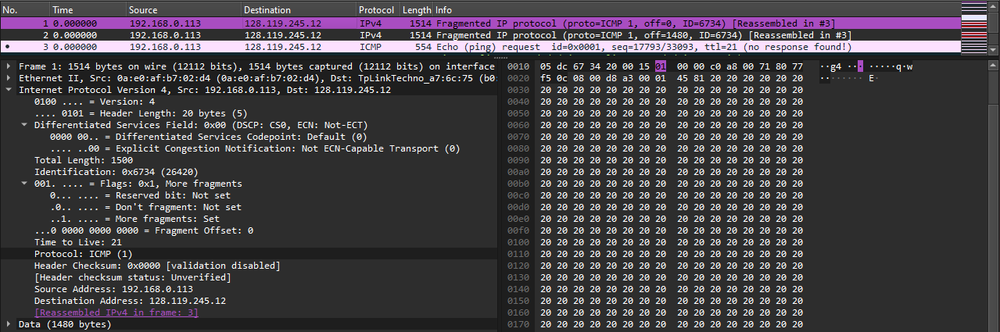 No. Time Source Destination Protocol Length Info
1 0.000000 192.168.0.113 128.119.245.12 IPv4 1514 Fragmented IP protocol (proto=ICMP 1, off=0, ID=6734) [Reassembled in #3]
2 0.000000 192.168.0.113 128.119.245.12 IPv4 1514 Fragmented IP protocol (proto=ICMP 1, off=1480, ID=6734) [Reassembled in #3]
3 0.000000 192.168.0.113 128.119.245.12 ICMP 554 Echo (ping) request id=0x0001, seq=17793/33093, ttl=21 (no response found!)
Frame 1: 1514 bytes on wire (12112 bits), 1514 bytes captured (12112 bits) on interface
Ethernet II, Src: 0a:e0:af:b7:02:d4 (0a:e0:af:b7:02:d4), Dst: TpLinkTechno_a7:6c:75 (b0:
Internet Protocol Version 4, Src: 192.168.0.113, Dst: 128.119.245.12
0100 .... = Version: 4
.... 0101 = Header Length: 20 bytes (5)
Differentiated Services Field: 0x00 (DSCP: CS0, ECN: Not-ECT)
0000 00.. = Differentiated Services Codepoint: Default (0)
.... ..00 = Explicit Congestion Notification: Not ECN-Capable Transport (0)
Total Length: 1500
Identification: 0x6734 (26420)
001. .... = Flags: 0x1, More fragments
0... .... = Reserved bit: Not set
.0.. .... = Don't fragment: Not set
..1. .... = More fragments: Set
...0 0000 0000 0000 = Fragment Offset: 0
Time to Live: 21
Protocol: ICMP (1)
Header Checksum: 0x0000 [validation disabled]
[Header checksum status: Unverified]
Source Address: 192.168.0.113
Destination Address: 128.119.245.12
[Reassembled IPv4 in frame: 3]
Data (1480 bytes)
0010 05 dc 67 34 20 00 15 01 00 00 c0 a8 00 71 80 77 ··g4 ··· ·····q·w
0020 f5 0c 08 00 d8 a3 00 01 45 81 20 20 20 20 20 20 ········ E·
0030 20 20 20 20 20 20 20 20 20 20 20 20 20 20 20 20
0040 20 20 20 20 20 20 20 20 20 20 20 20 20 20 20 20
0050 20 20 20 20 20 20 20 20 20 20 20 20 20 20 20 20
0060 20 20 20 20 20 20 20 20 20 20 20 20 20 20 20 20
0070 20 20 20 20 20 20 20 20 20 20 20 20 20 20 20 20
0080 20 20 20 20 20 20 20 20 20 20 20 20 20 20 20 20
0090 20 20 20 20 20 20 20 20 20 20 20 20 20 20 20 20
00a0 20 20 20 20 20 20 20 20 20 20 20 20 20 20 20 20
00b0 20 20 20 20 20 20 20 20 20 20 20 20 20 20 20 20
00c0 20 20 20 20 20 20 20 20 20 20 20 20 20 20 20 20
00d0 20 20 20 20 20 20 20 20 20 20 20 20 20 20 20 20
00e0 20 20 20 20 20 20 20 20 20 20 20 20 20 20 20 20
00f0 20 20 20 20 20 20 20 20 20 20 20 20 20 20 20 20
0100 20 20 20 20 20 20 20 20 20 20 20 20 20 20 20 20
0110 20 20 20 20 20 20 20 20 20 20 20 20 20 20 20 20
0120 20 20 20 20 20 20 20 20 20 20 20 20 20 20 20 20
0130 20 20 20 20 20 20 20 20 20 20 20 20 20 20 20 20
0140 20 20 20 20 20 20 20 20 20 20 20 20 20 20 20 20
0150 20 20 20 20 20 20 20 20 20 20 20 20 20 20 20 20
0160 20 20 20 20 20 20 20 20 20 20 20 20 20 20 20 20
0170 20 20 20 20 20 20 20 20 20 20 20 20 20 20 20 20